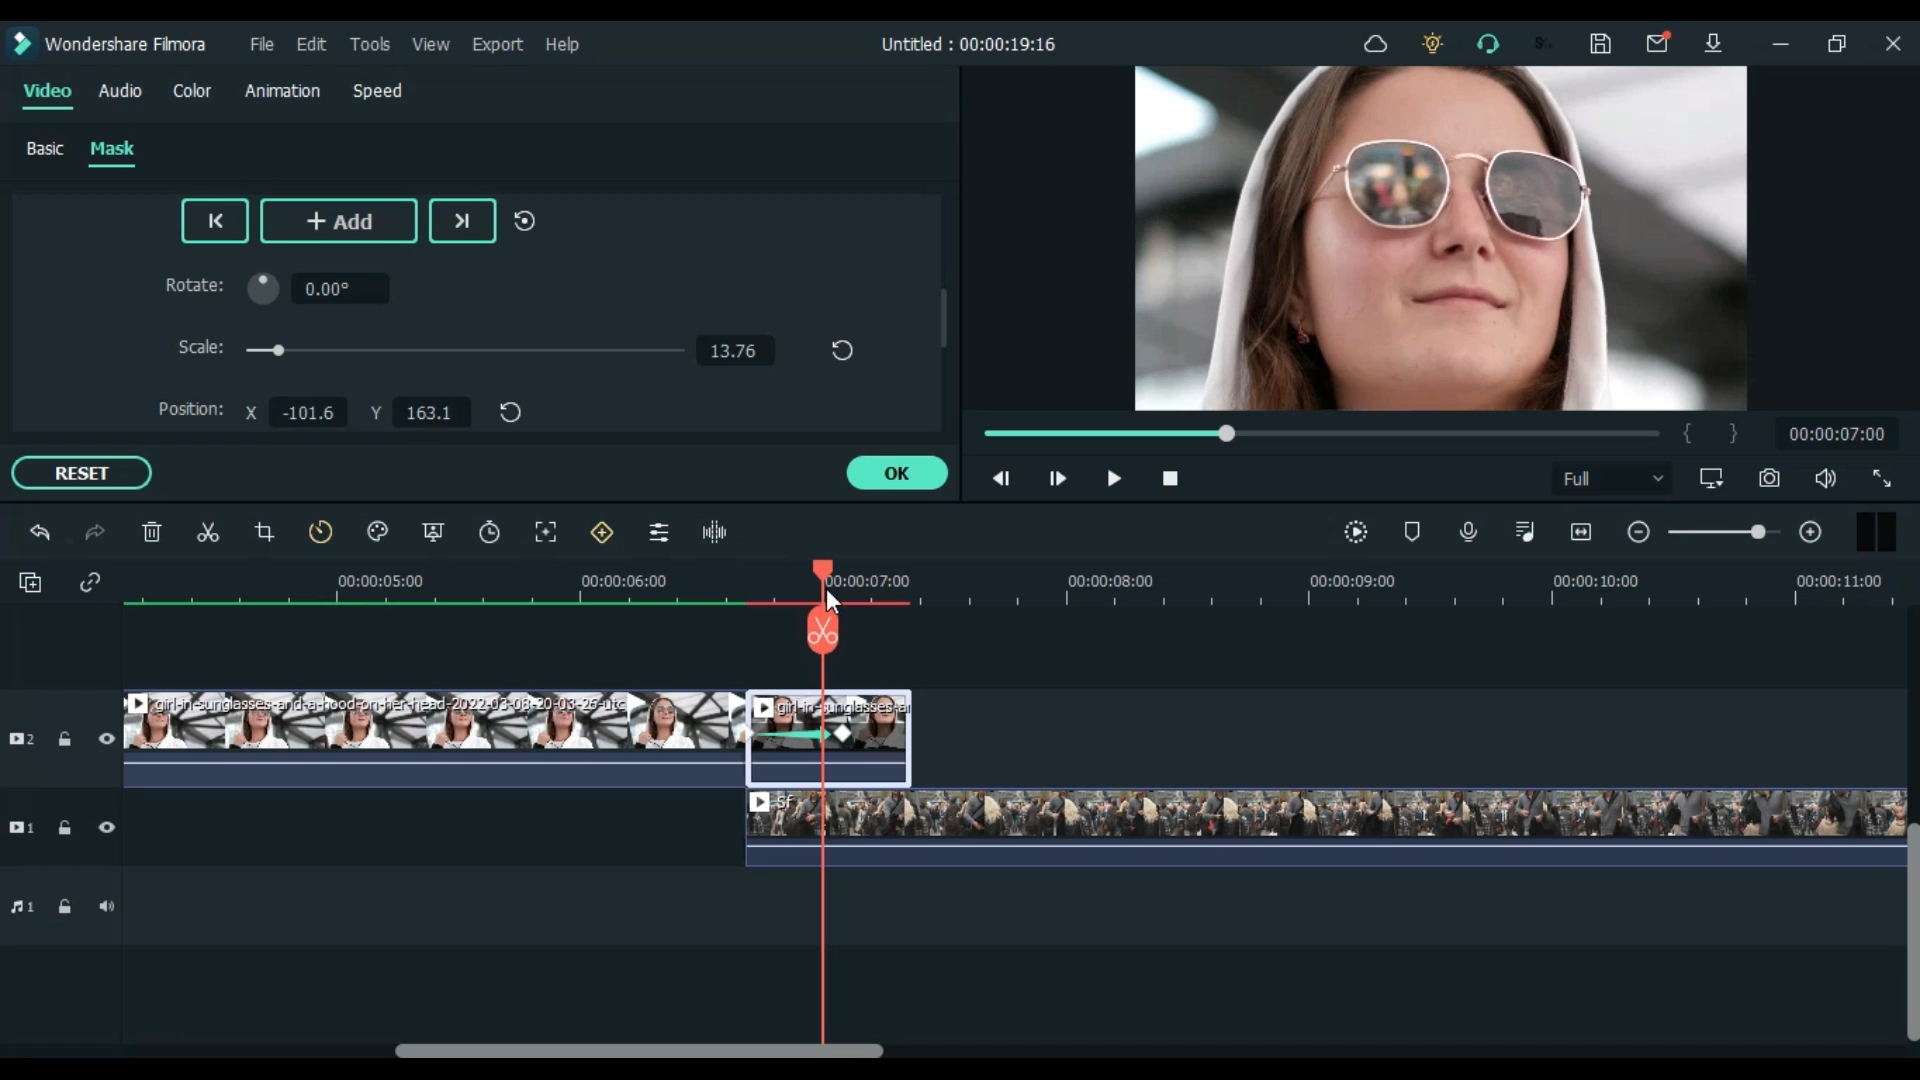 Wondershare Filmora File Edit Tools View Export Help Untitled : 00:00:19:16
Video Audio Color Animation Speed
Basic Mask
+ Add
Rotate: 0.00°
Scale: 13.76
Position: X -101.6 Y 163.1
RESET OK
00:00:07:00
Full
00:00:05:00 00:00:06:00 00:00:07:00 00:00:08:00 00:00:09:00 00:00:10:00 00:00:11:00
girl-in-sunglasses-and-a-hood-on-her-head-2022-03-08-20-03-26-utc
girl-in-sunglasses-a
2
Sf
1
1